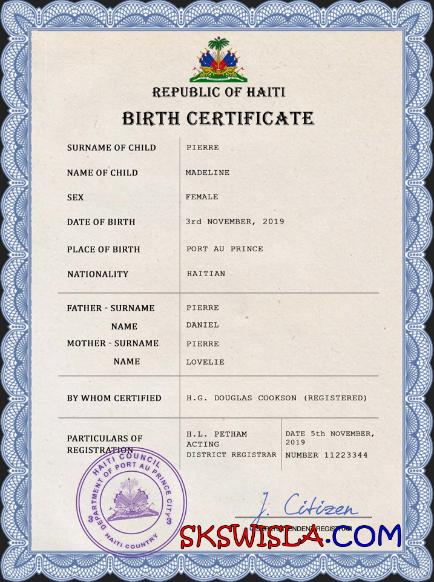 REPUBLIC OF HAITI
BIRTH CERTIFICATE
SURNAME OF CHILD PIERRE
NAME OF CHILD MADELINE
SEX FEMALE
DATE OF BIRTH 3rd NOVEMBER, 2019
PLACE OF BIRTH PORT AU PRINCE
NATIONALITY HAITIAN
FATHER - SURNAME PIERRE
NAME DANIEL
MOTHER - SURNAME PIERRE
NAME LOVELIE
BY WHOM CERTIFIED H.G. DOUGLAS COOKSON (REGISTERED)
PARTICULARS OF REGISTRATION
H.L. PETHAM
ACTING
DISTRICT REGISTRAR
DATE 5th NOVEMBER,
2019
NUMBER 11223344
HAITI COUNCIL
DEPARTMENT OF PORT AU PRINCE CITY
HAITI COUNTRY
J. Citizen
SKSWISLA.COM